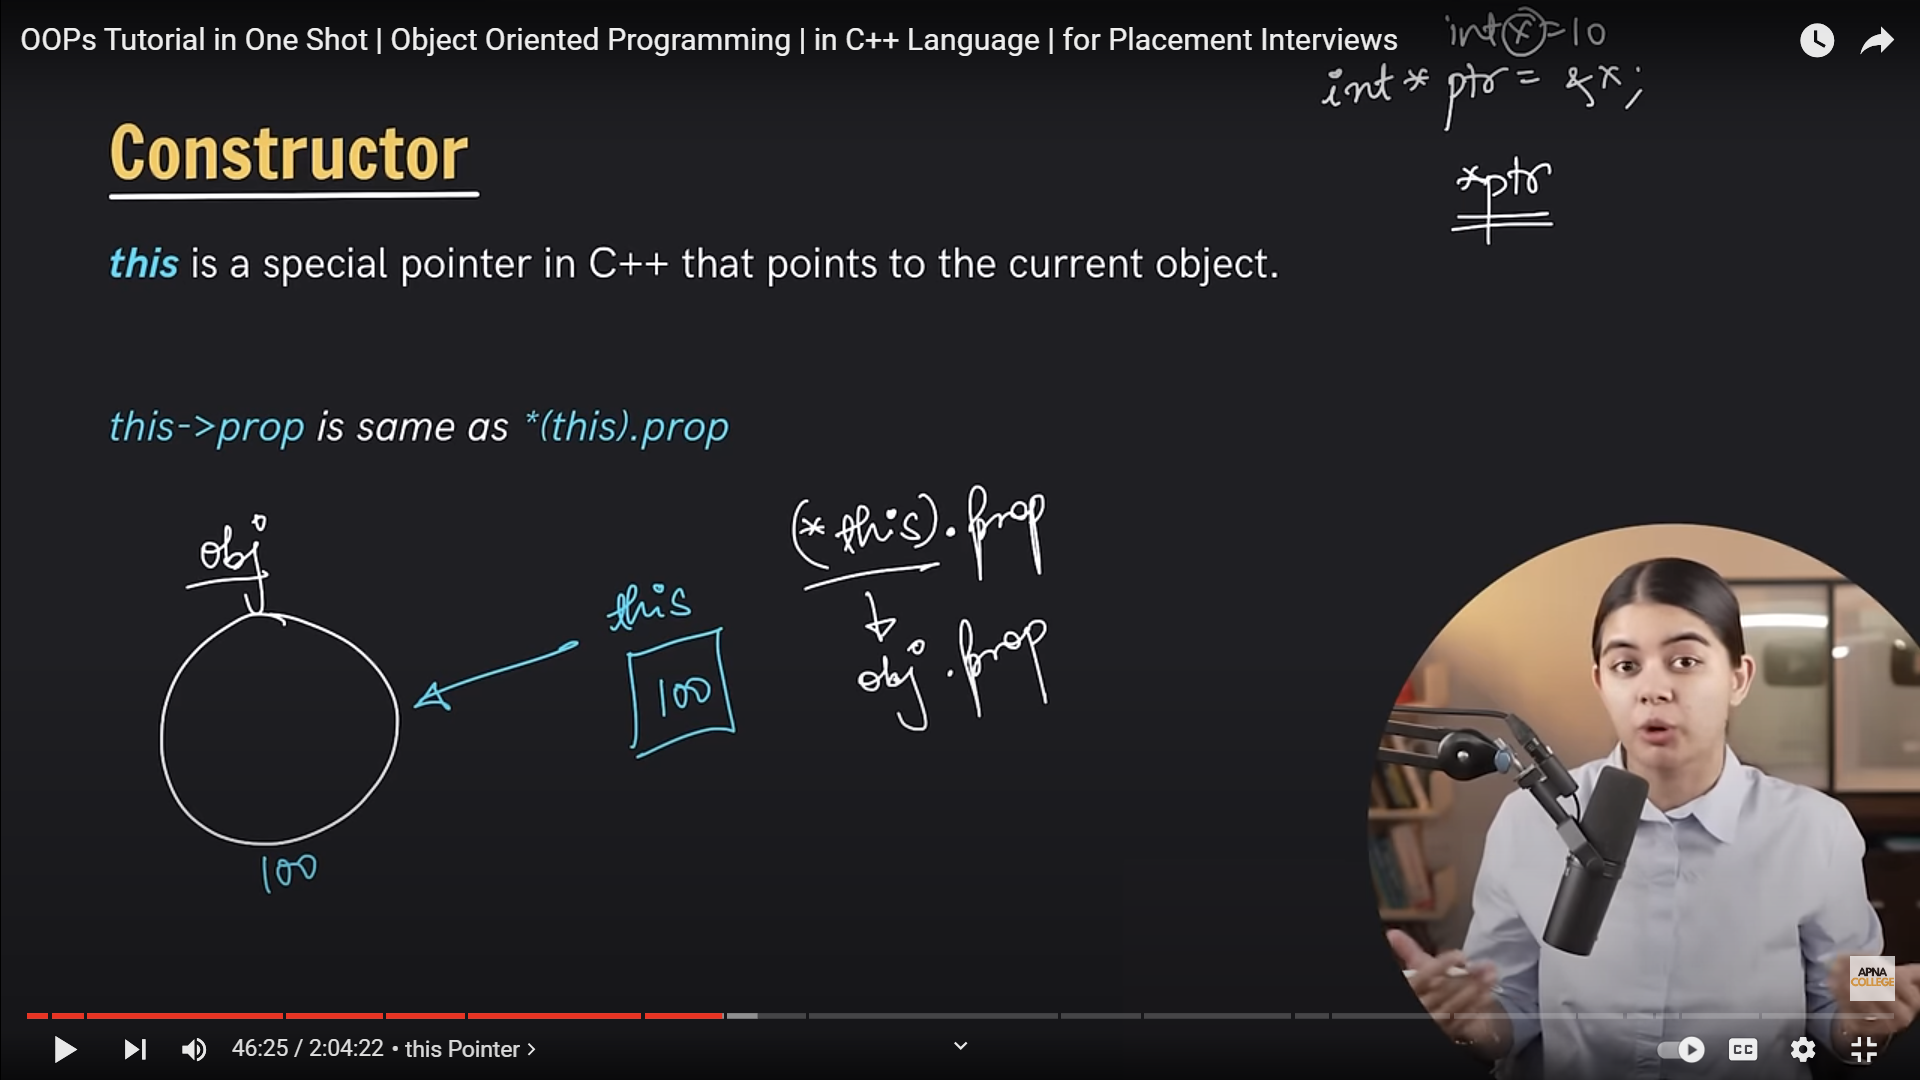 OOPs Tutorial in One Shot | Object Oriented Programming | in C++ Language | for Placement Interviews
int x = 10
int * ptr = &x;
*ptr
Constructor
this is a special pointer in C++ that points to the current object.
this->prop is same as *(this).prop
obj
this
100
100
(*this).prop
obj.prop
APNA
COLLEGE
46:25 / 2:04:22 • this Pointer >
CC